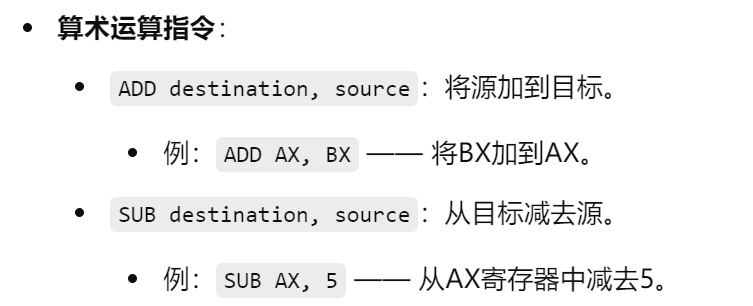 算术运算指令：
ADD destination, source：将源加到目标。
例：ADD AX, BX —— 将BX加到AX。
SUB destination, source：从目标减去源。
例：SUB AX, 5 —— 从AX寄存器中减去5。